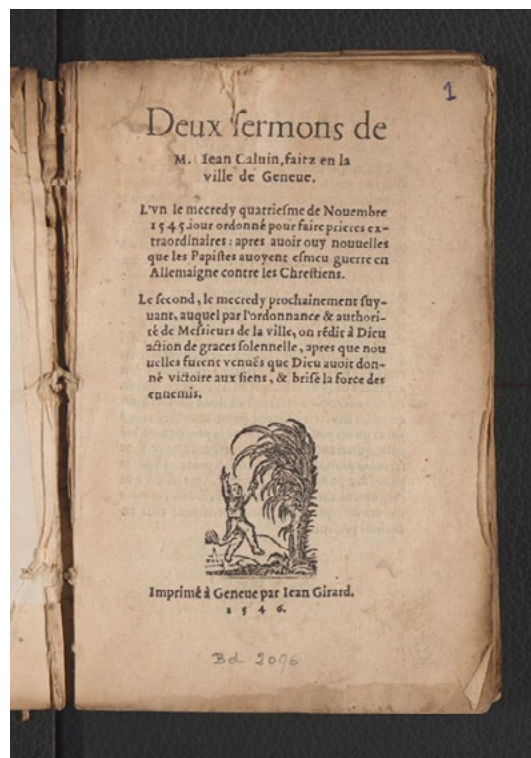 1
Deux sermons de
M. Iean Caluin, faitz en la
ville de Geneue.
L'vn le mecredy quatriesme de Nouembre
1545. iour ordonné pour faire prieres ex-
traordinaires : apres auoir ouy nouuelles
que les Papistes auoyent esmeu guerre en
Allemaigne contre les Chrestiens.
Le second, le mecredy prochainement suy-
uant, auquel par l'ordonnance & authori-
té de Messieurs de la ville, on rēdit à Dieu
action de graces solennelle, apres que nou
uelles furent venuës que Dieu auoit don-
né victoire aux siens, & brisé la force des
ennemis.
Imprimé à Geneue par Iean Girard.
1546.
Bd 2096